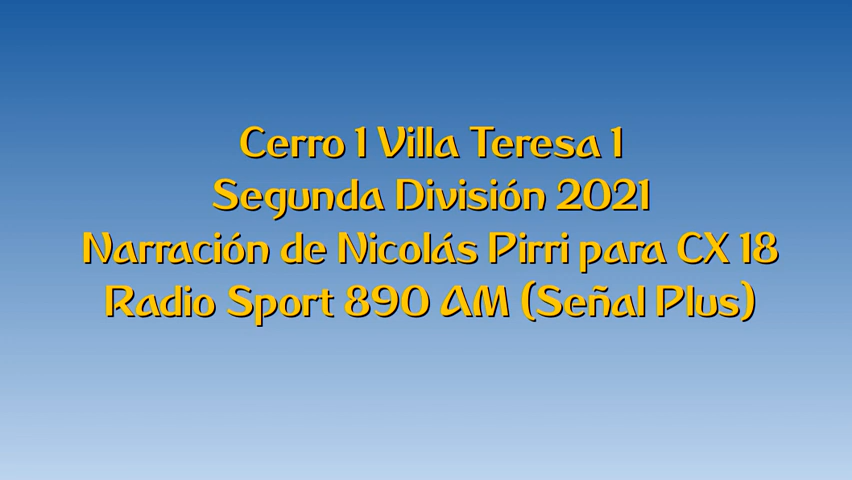 Cerro 1 Villa Teresa 1
Segunda División 2021
Narración de Nicolás Pirri para CX 18
Radio Sport 890 AM (Señal Plus)